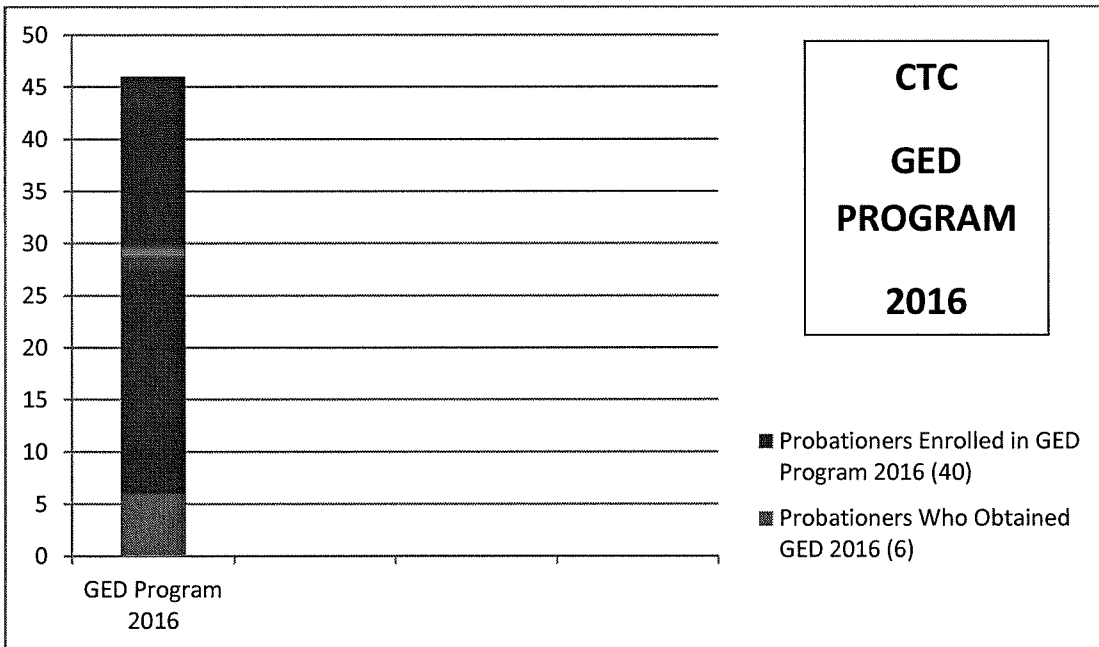 50
45
40
35
30
25
20
15
10
5
0
GED Program
2016
CTC
GED
PROGRAM
2016
Probationers Enrolled in GED
Program 2016 (40)
Probationers Who Obtained
GED 2016 (6)